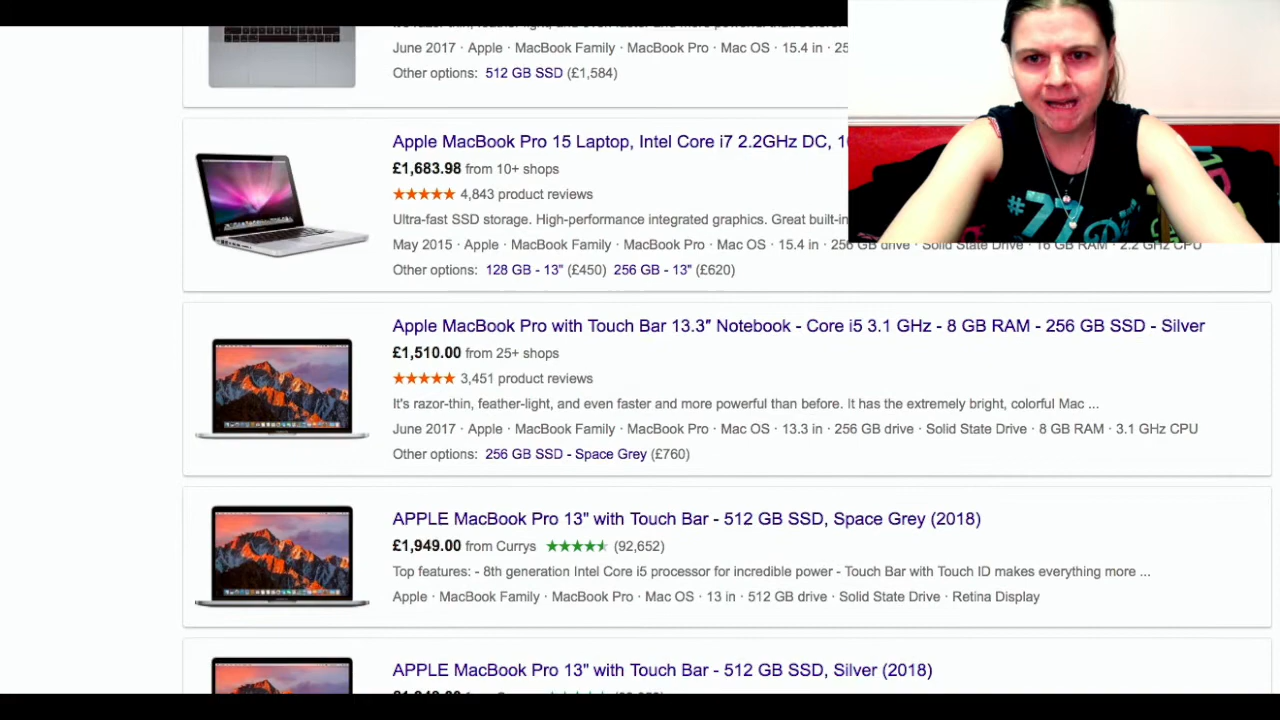 June 2017 · Apple · MacBook Family · MacBook Pro · Mac OS · 15.4 in · 25
Other options: 512 GB SSD (£1,584)
Apple MacBook Pro 15 Laptop, Intel Core i7 2.2GHz DC,
£1,683.98 from 10+ shops
4,843 product reviews
Ultra-fast SSD storage. High-performance integrated graphics. Great built-in
May 2015 · Apple · MacBook Family · MacBook Pro · Mac OS · 15.4 in · 256 GB drive · Solid State Drive · 16 GB RAM · 2.2 GHz CPU
Other options: 128 GB - 13" (£450) 256 GB - 13" (£620)
#77
Apple MacBook Pro with Touch Bar 13.3″ Notebook - Core i5 3.1 GHz - 8 GB RAM - 256 GB SSD - Silver
£1,510.00 from 25+ shops
3,451 product reviews
It's razor-thin, feather-light, and even faster and more powerful than before. It has the extremely bright, colorful Mac ...
June 2017 · Apple · MacBook Family · MacBook Pro · Mac OS · 13.3 in · 256 GB drive · Solid State Drive · 8 GB RAM · 3.1 GHz CPU
Other options: 256 GB SSD - Space Grey (£760)
APPLE MacBook Pro 13" with Touch Bar - 512 GB SSD, Space Grey (2018)
£1,949.00 from Currys (92,652)
Top features: - 8th generation Intel Core i5 processor for incredible power - Touch Bar with Touch ID makes everything more ...
Apple · MacBook Family · MacBook Pro · Mac OS · 13 in · 512 GB drive · Solid State Drive · Retina Display
APPLE MacBook Pro 13" with Touch Bar - 512 GB SSD, Silver (2018)